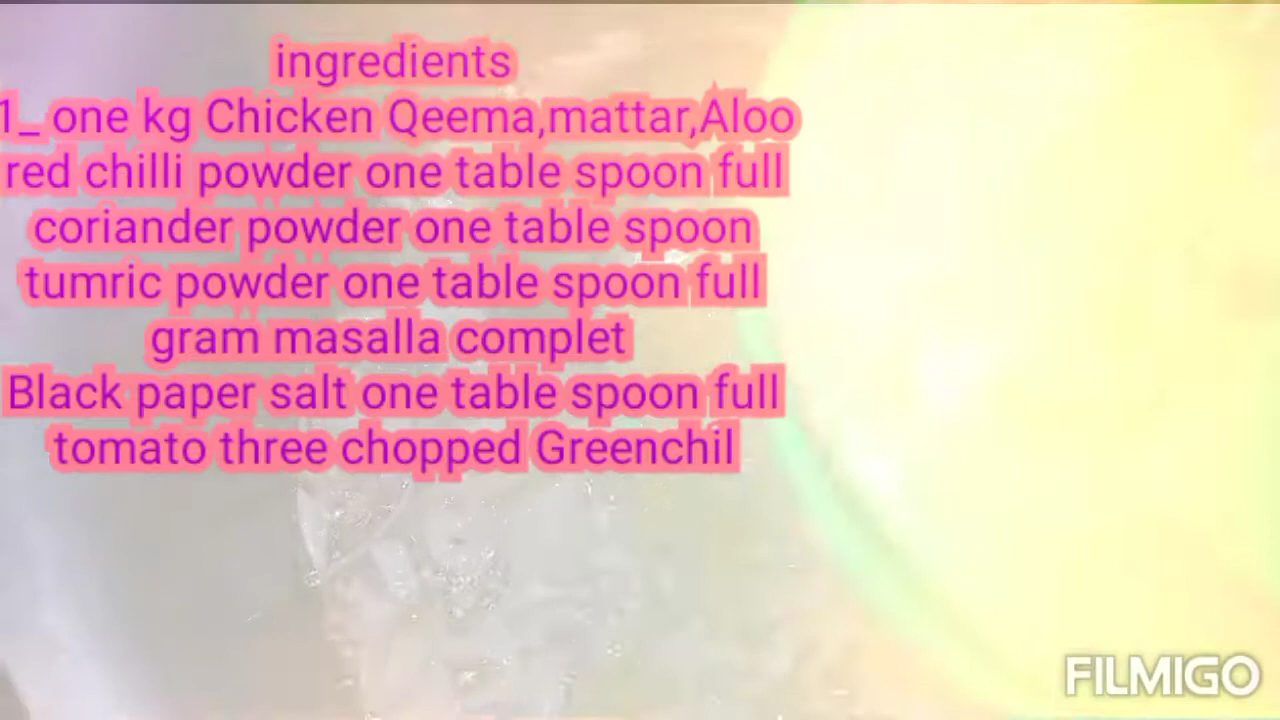 ingredients
1_ one kg Chicken Qeema,mattar,Aloo
red chilli powder one table spoon full
coriander powder one table spoon
tumric powder one table spoon full
gram masalla complet
Black paper salt one table spoon full
tomato three chopped Greenchil
FILMIGO